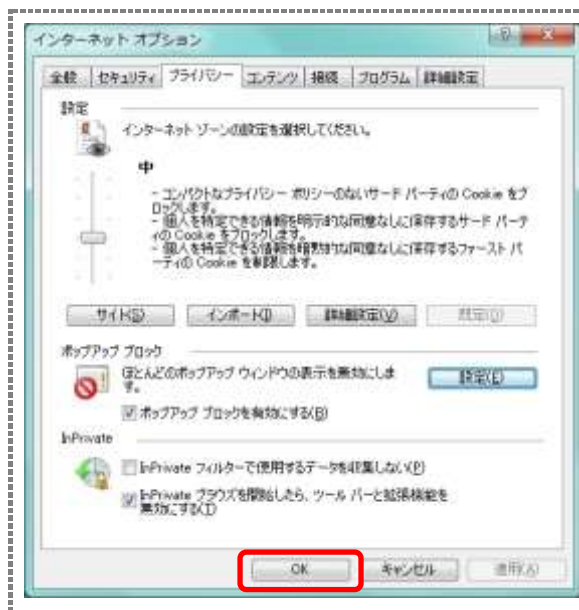 インターネット オプション
全般 セキュリティ プライバシー コンテンツ 接続 プログラム 詳細設定
設定
インターネット ゾーンの設定を選択してください。
中
- コンパクトなプライバシー ポリシーのないサード パーティの Cookie をブ
ロックします。
- 個人を特定できる情報を明示的な同意なしに保存するサード パーテ
ィの Cookie をブロックします。
- 個人を特定できる情報を暗黙的な同意なしに保存するファースト パ
ーティの Cookie を制限します。
サイト(S) インポート(I) 詳細設定(V) 既定(D)
ポップアップ ブロック
ほとんどのポップアップ ウィンドウの表示を無効にしま
す。
設定(E)
ポップアップ ブロックを有効にする(B)
InPrivate
InPrivate フィルターで使用するデータを収集しない(P)
InPrivate ブラウズを開始したら、ツール バーと拡張機能を
無効にする(T)
OK キャンセル 適用(A)